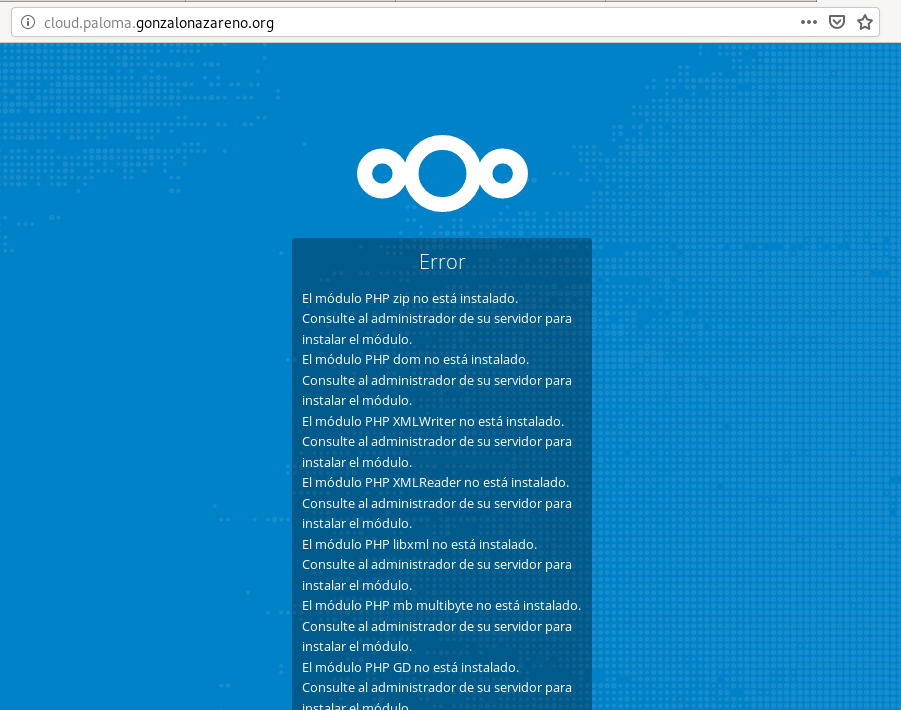 cloud.paloma.gonzalonazareno.org
Error
El módulo PHP zip no está instalado.
Consulte al administrador de su servidor para
instalar el módulo.
El módulo PHP dom no está instalado.
Consulte al administrador de su servidor para
instalar el módulo.
El módulo PHP XMLWriter no está instalado.
Consulte al administrador de su servidor para
instalar el módulo.
El módulo PHP XMLReader no está instalado.
Consulte al administrador de su servidor para
instalar el módulo.
El módulo PHP libxml no está instalado.
Consulte al administrador de su servidor para
instalar el módulo.
El módulo PHP mb multibyte no está instalado.
Consulte al administrador de su servidor para
instalar el módulo.
El módulo PHP GD no está instalado.
Consulte al administrador de su servidor para
instalar el módulo.